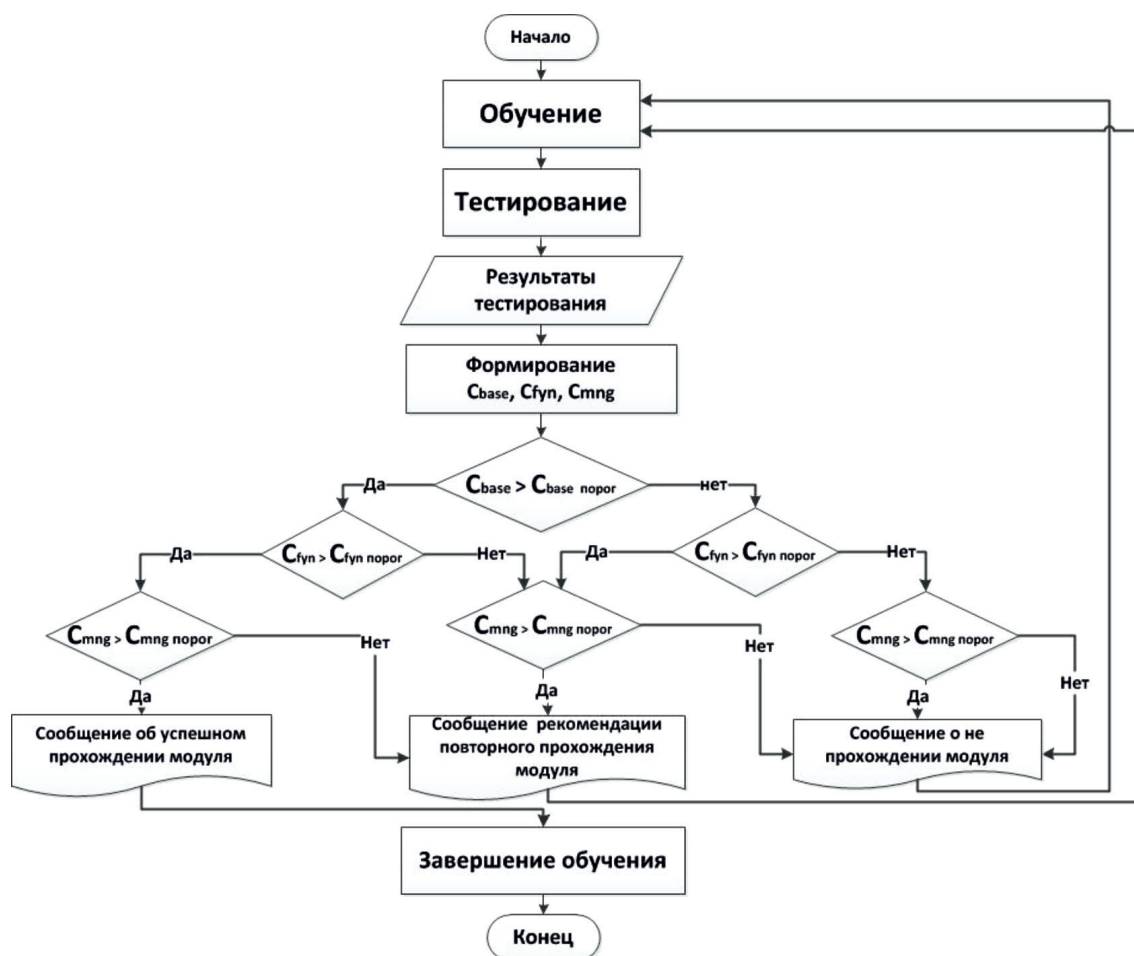 Начало
Обучение
Тестирование
Результаты
тестирования
Формирование
Cbase, Cfyn, Cmng
Да
Cbase > Cbase порог
нет
Да
Cfyn > Cfyn порог
Нет
Да
Cfyn > Cfyn порог
Нет
Cmng > Cmng порог
Нет
Cmng > Cmng порог
Нет
Cmng > Cmng порог
Нет
Да
Да
Да
Сообщение об успешном
прохождении модуля
Сообщение рекомендации
повторного прохождения
модуля
Сообщение о не
прохождении модуля
Завершение обучения
Конец